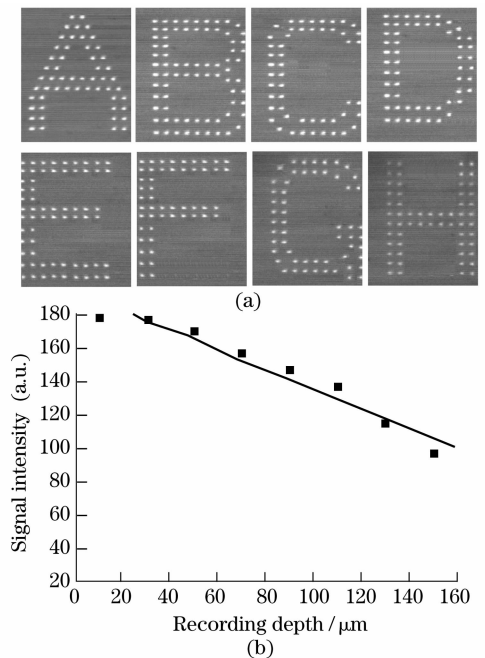 A B C D
E F G H
(a)
180
160
140
120
100
80
60
40
20
Signal intensity (a.u.)
0 20 40 60 80 100 120 140 160
Recording depth / μm
(b)